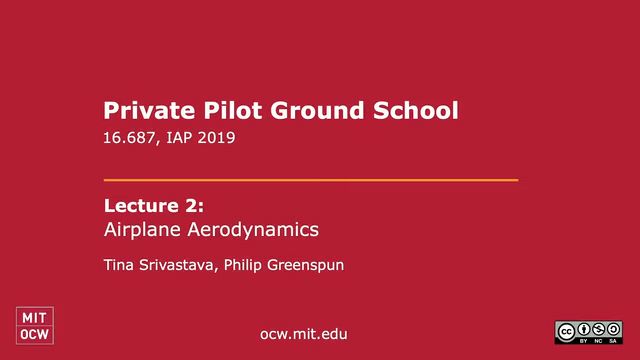 Private Pilot Ground School
16.687, IAP 2019
Lecture 2:
Airplane Aerodynamics
Tina Srivastava, Philip Greenspun
MIT
OCW
ocw.mit.edu
cc
BY NC SA